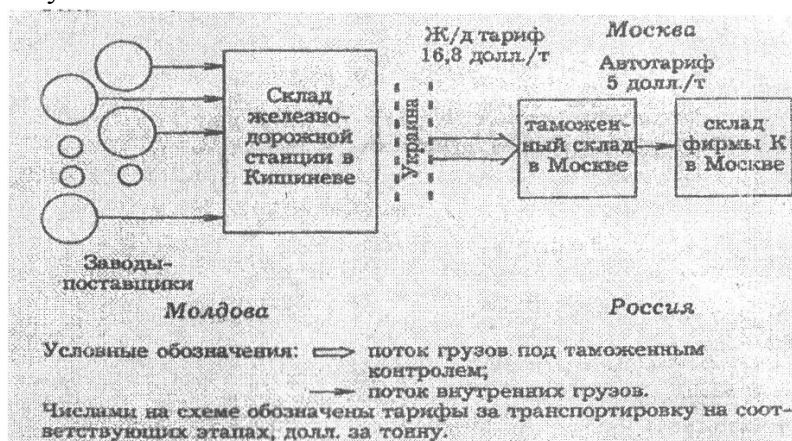 Ж/д тариф
16,8 долл./т
Москва
Автотариф
5 долл./т
Склад
железно-
дорожной
станции в
Кишиневе
Украина
таможен-
ный склад
в Москве
склад
фирмы К
в Москве
Заводы-
поставщики
Молдова
Россия
Условные обозначения: поток грузов под таможенным
контролем;
поток внутренних грузов.
Числами на схеме обозначены тарифы за транспортировку на соот-
ветствующих этапах, долл. за тонну.